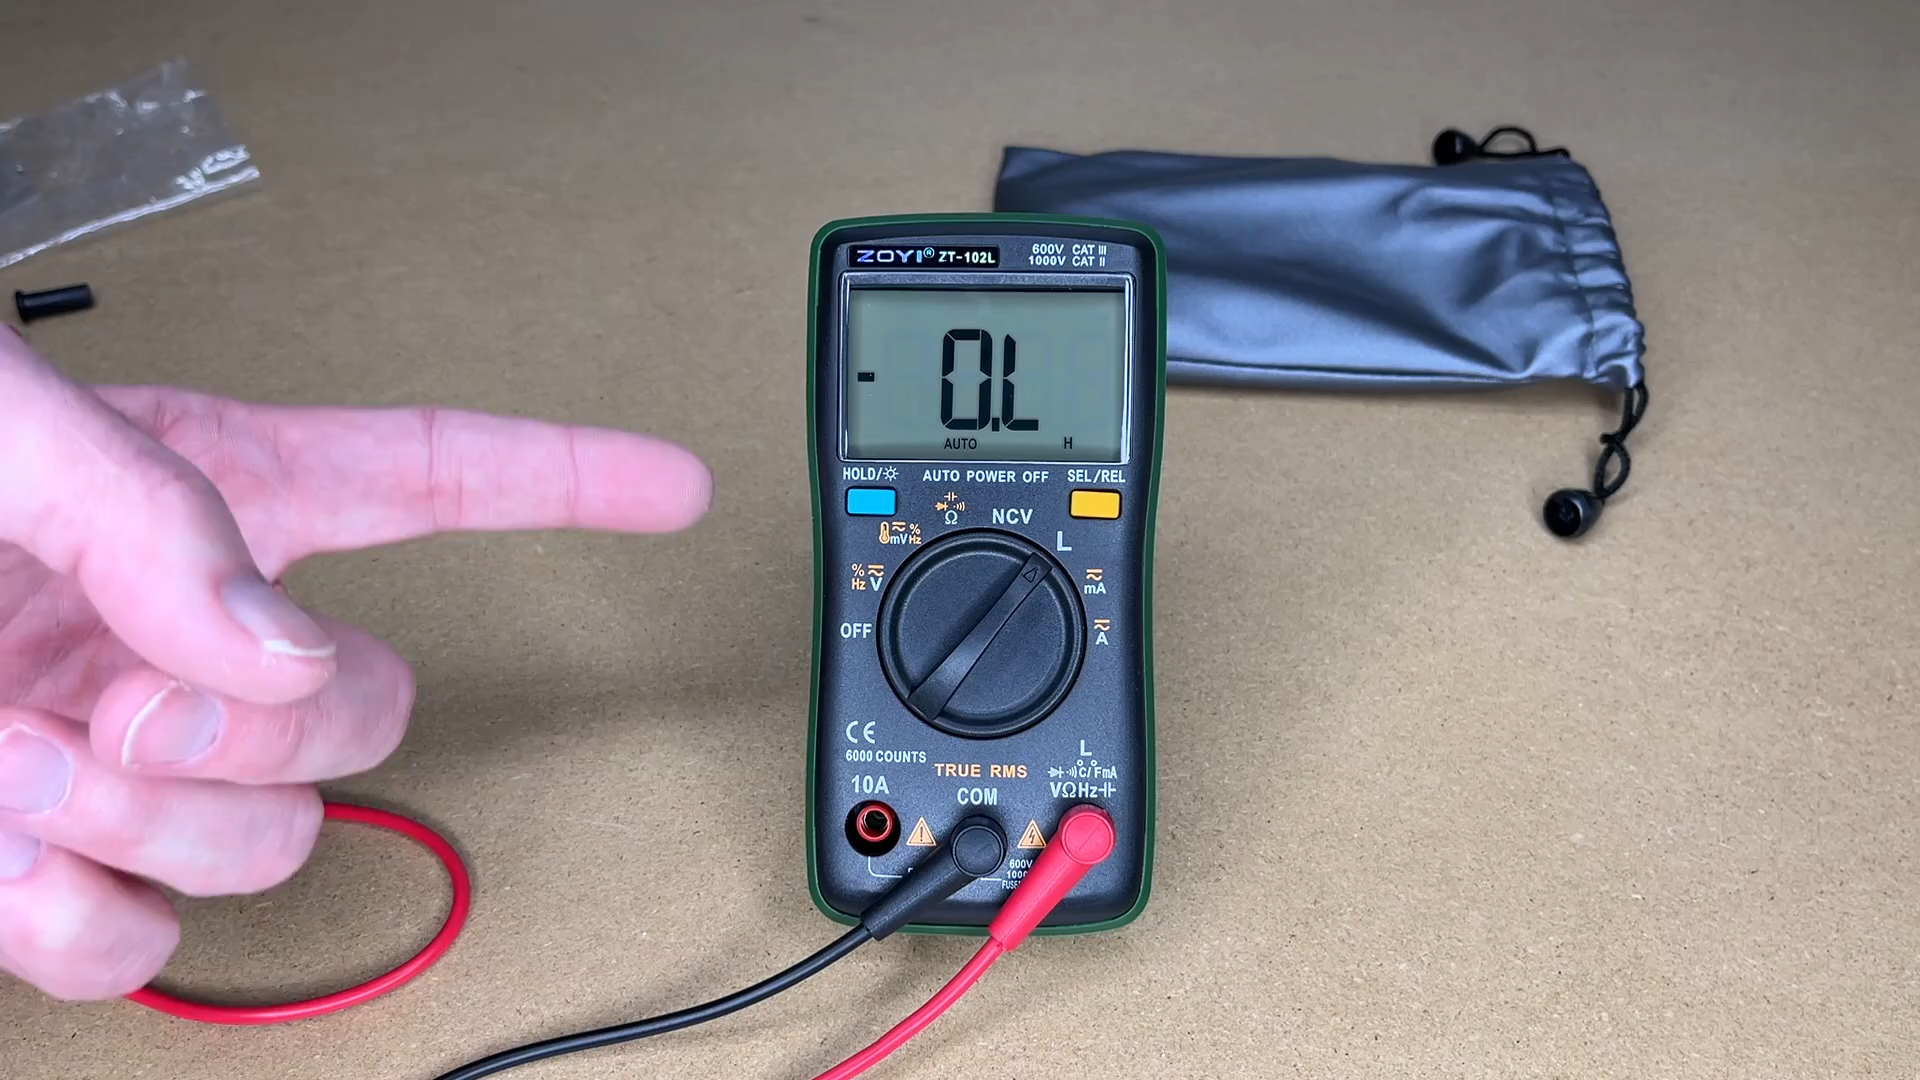 ZOYI® ZT-102L
600V CAT III
1000V CAT II
- 0.L
AUTO H
HOLD/
AUTO POWER OFF
SEL/REL
Ω
NCV
mV % Hz
L
% Hz V
mA
OFF
A
CE
6000 COUNTS
TRUE RMS
L
C/FmA
10A
COM
VΩHz
600V